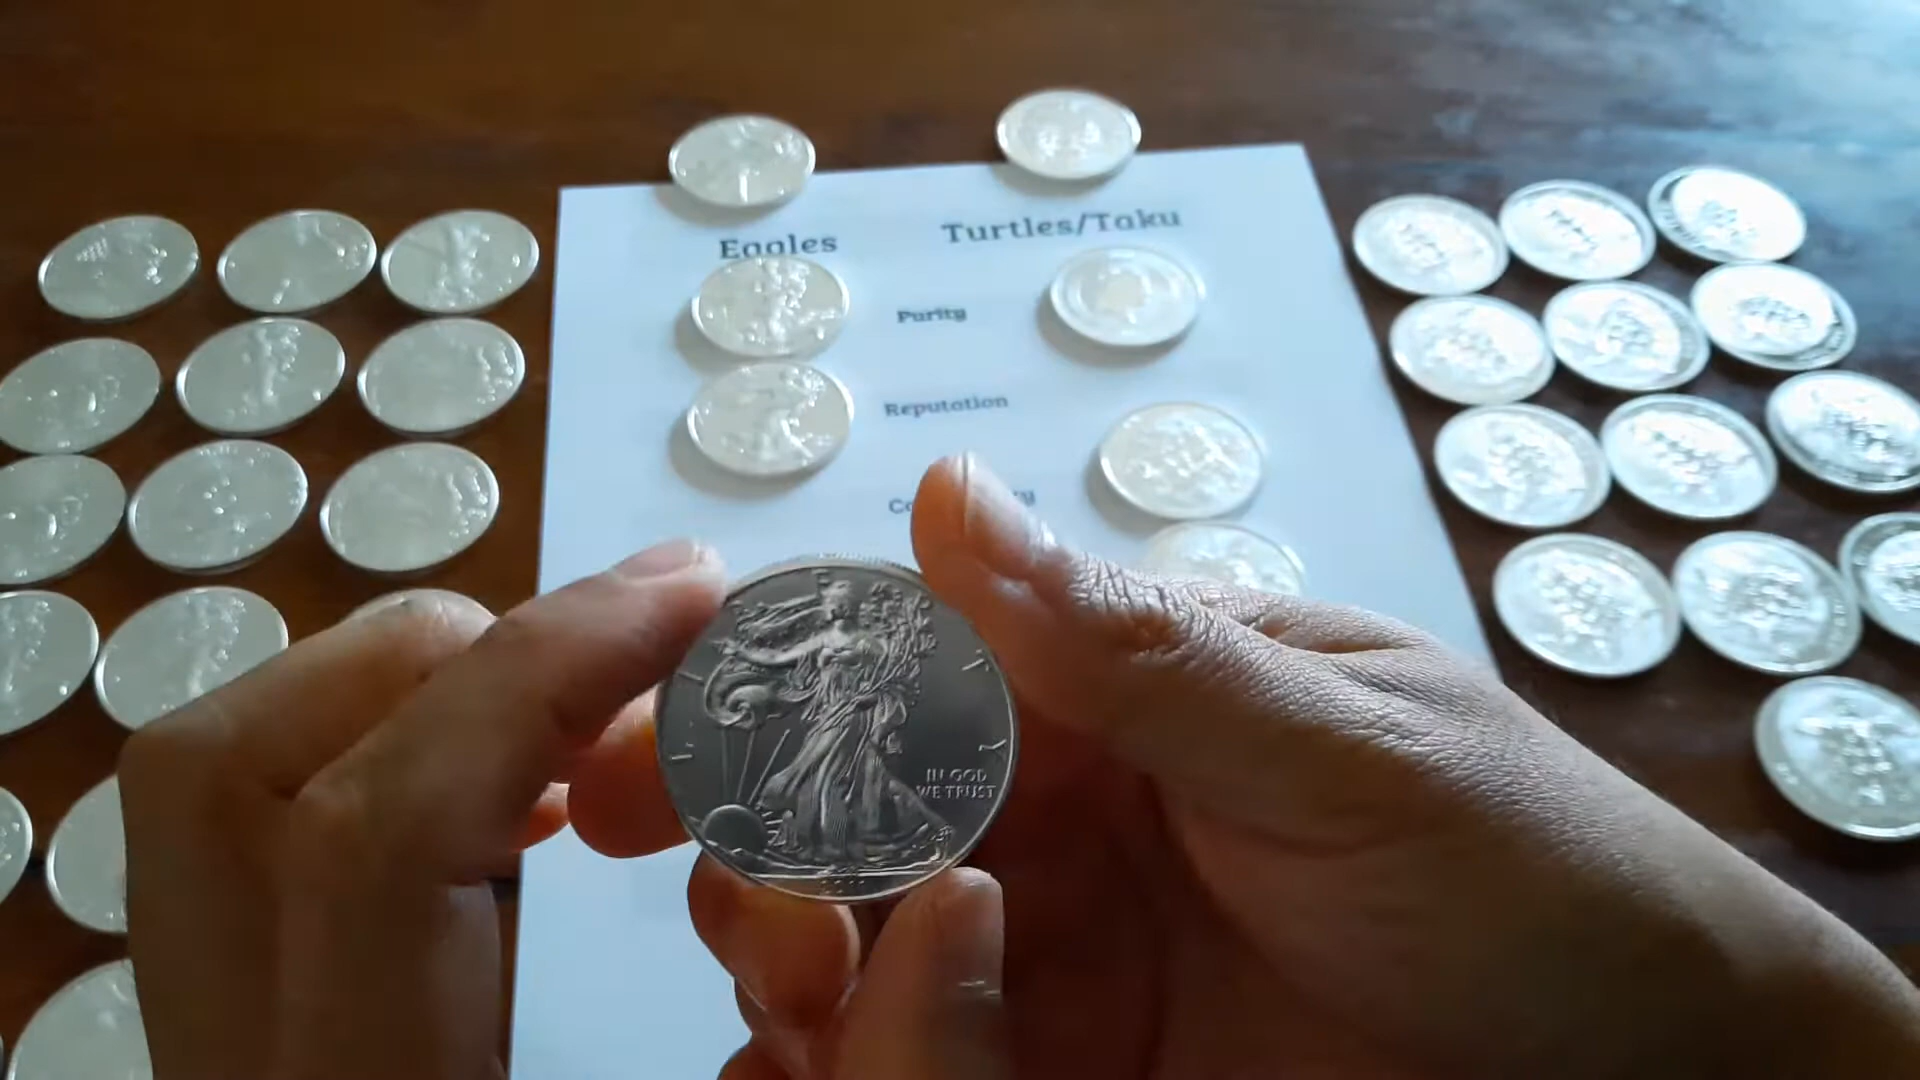 Eagles
Turtles/Taku
Purity
Reputation
IN GOD
WE TRUST